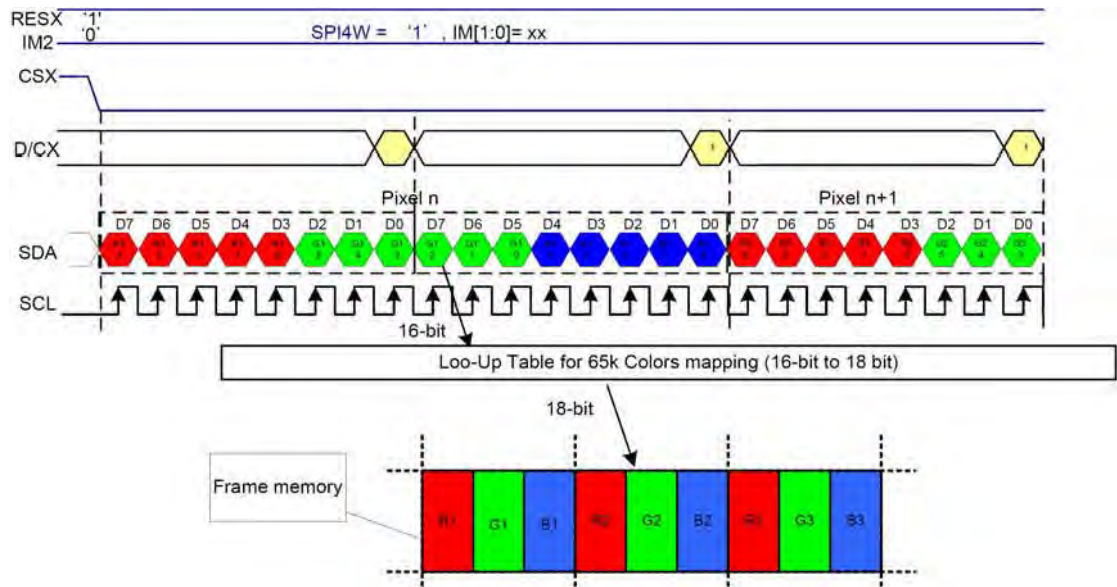 RESX '1'
IM2 '0'
SPI4W = '1' , IM[1:0]= xx
CSX
D/CX
1
1
Pixel n
Pixel n+1
D7 D6 D5 D4 D3 D2 D1 D0 D7 D6 D5 D4 D3 D2 D1 D0 D7 D6 D5 D4 D3 D2 D1 D0
SDA
SCL
16-bit
Loo-Up Table for 65k Colors mapping (16-bit to 18 bit)
18-bit
Frame memory
R1 G1 B1 R2 G2 B2 R3 G3 B3